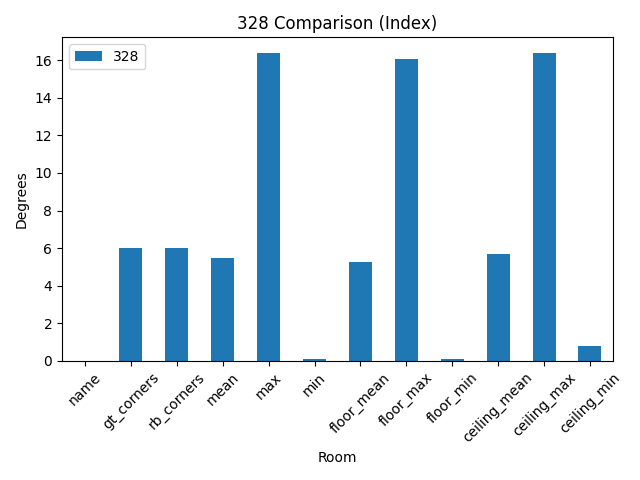 328 Comparison (Index)
328
Degrees
16
14
12
10
8
6
4
2
0
name
gt_corners
rb_corners
mean
max
min
floor_mean
floor_max
floor_min
ceiling_mean
ceiling_max
ceiling_min
Room